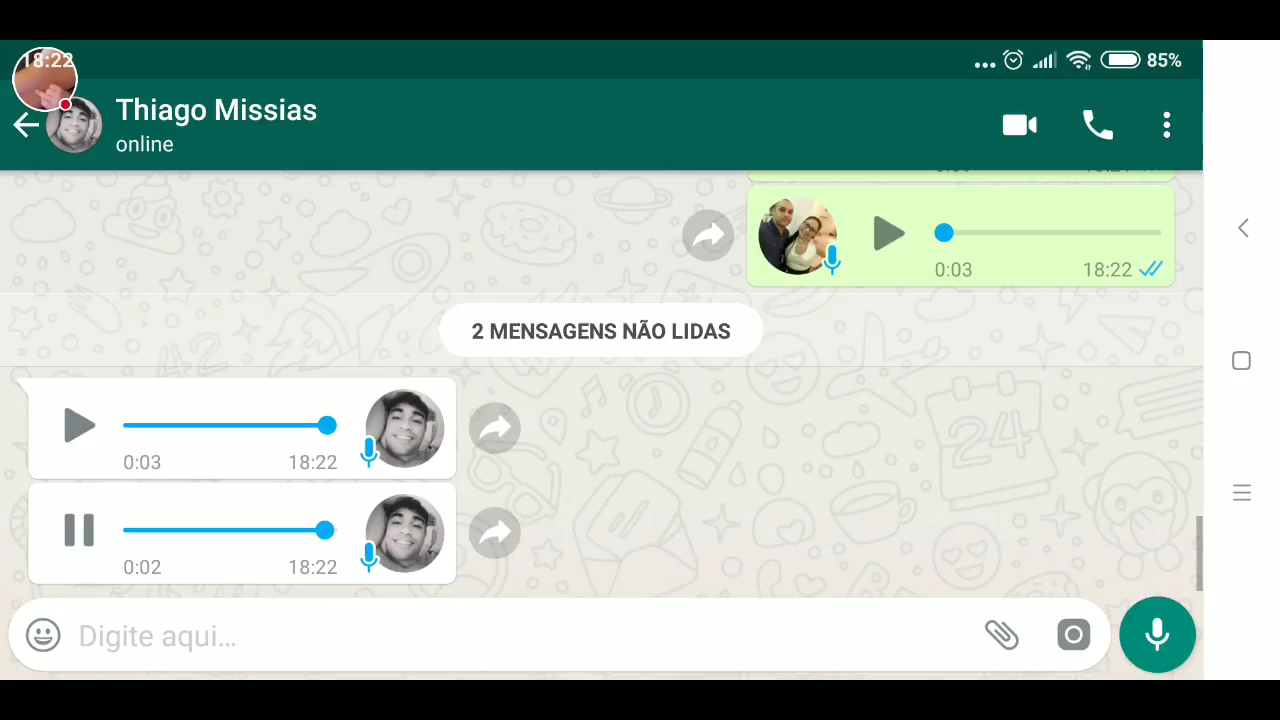 18:22
85%
Thiago Missias
online
0:03 18:22
2 MENSAGENS NÃO LIDAS
0:03 18:22
0:02 18:22
Digite aqui...